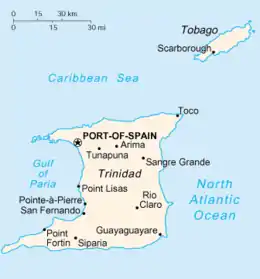 0 15 30 km
0 15 30 mi
Tobago
Scarborough
Caribbean Sea
Toco
PORT-OF-SPAIN
Arima
Tunapuna
Trinidad
Sangre Grande
Gulf
of
Paria
Point Lisas
North
Atlantic
Ocean
Pointe-à-Pierre
San Fernando
Rio
Claro
Point
Fortin
Siparia
Guayaguayare